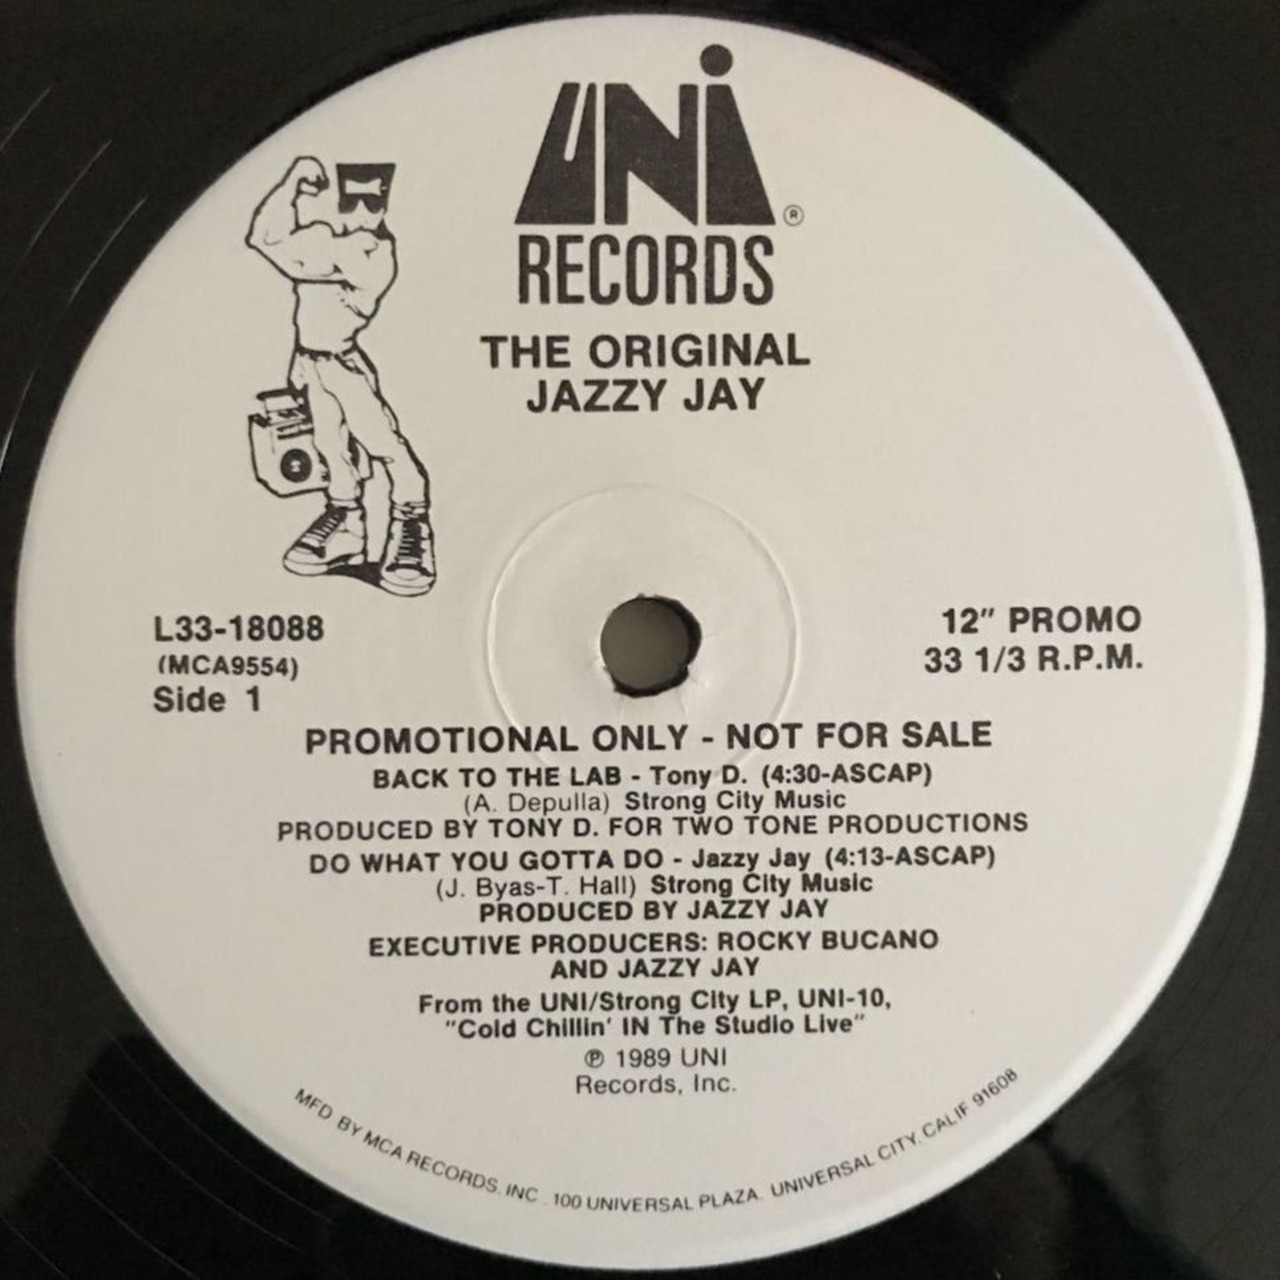 UNI ®
RECORDS
THE ORIGINAL
JAZZY JAY
L33-18088
(MCA9554)
Side 1
12" PROMO
33 1/3 R.P.M.
PROMOTIONAL ONLY - NOT FOR SALE
BACK TO THE LAB - Tony D. (4:30-ASCAP)
(A. Depulla) Strong City Music
PRODUCED BY TONY D. FOR TWO TONE PRODUCTIONS
DO WHAT YOU GOTTA DO - Jazzy Jay (4:13-ASCAP)
(J. Byas-T. Hall) Strong City Music
PRODUCED BY JAZZY JAY
EXECUTIVE PRODUCERS: ROCKY BUCANO
AND JAZZY JAY
From the UNI/Strong City LP, UNI-10,
"Cold Chillin' IN The Studio Live"
℗ 1989 UNI
Records, Inc.
MFD BY MCA RECORDS, INC. 100 UNIVERSAL PLAZA. UNIVERSAL CITY, CALIF 91608